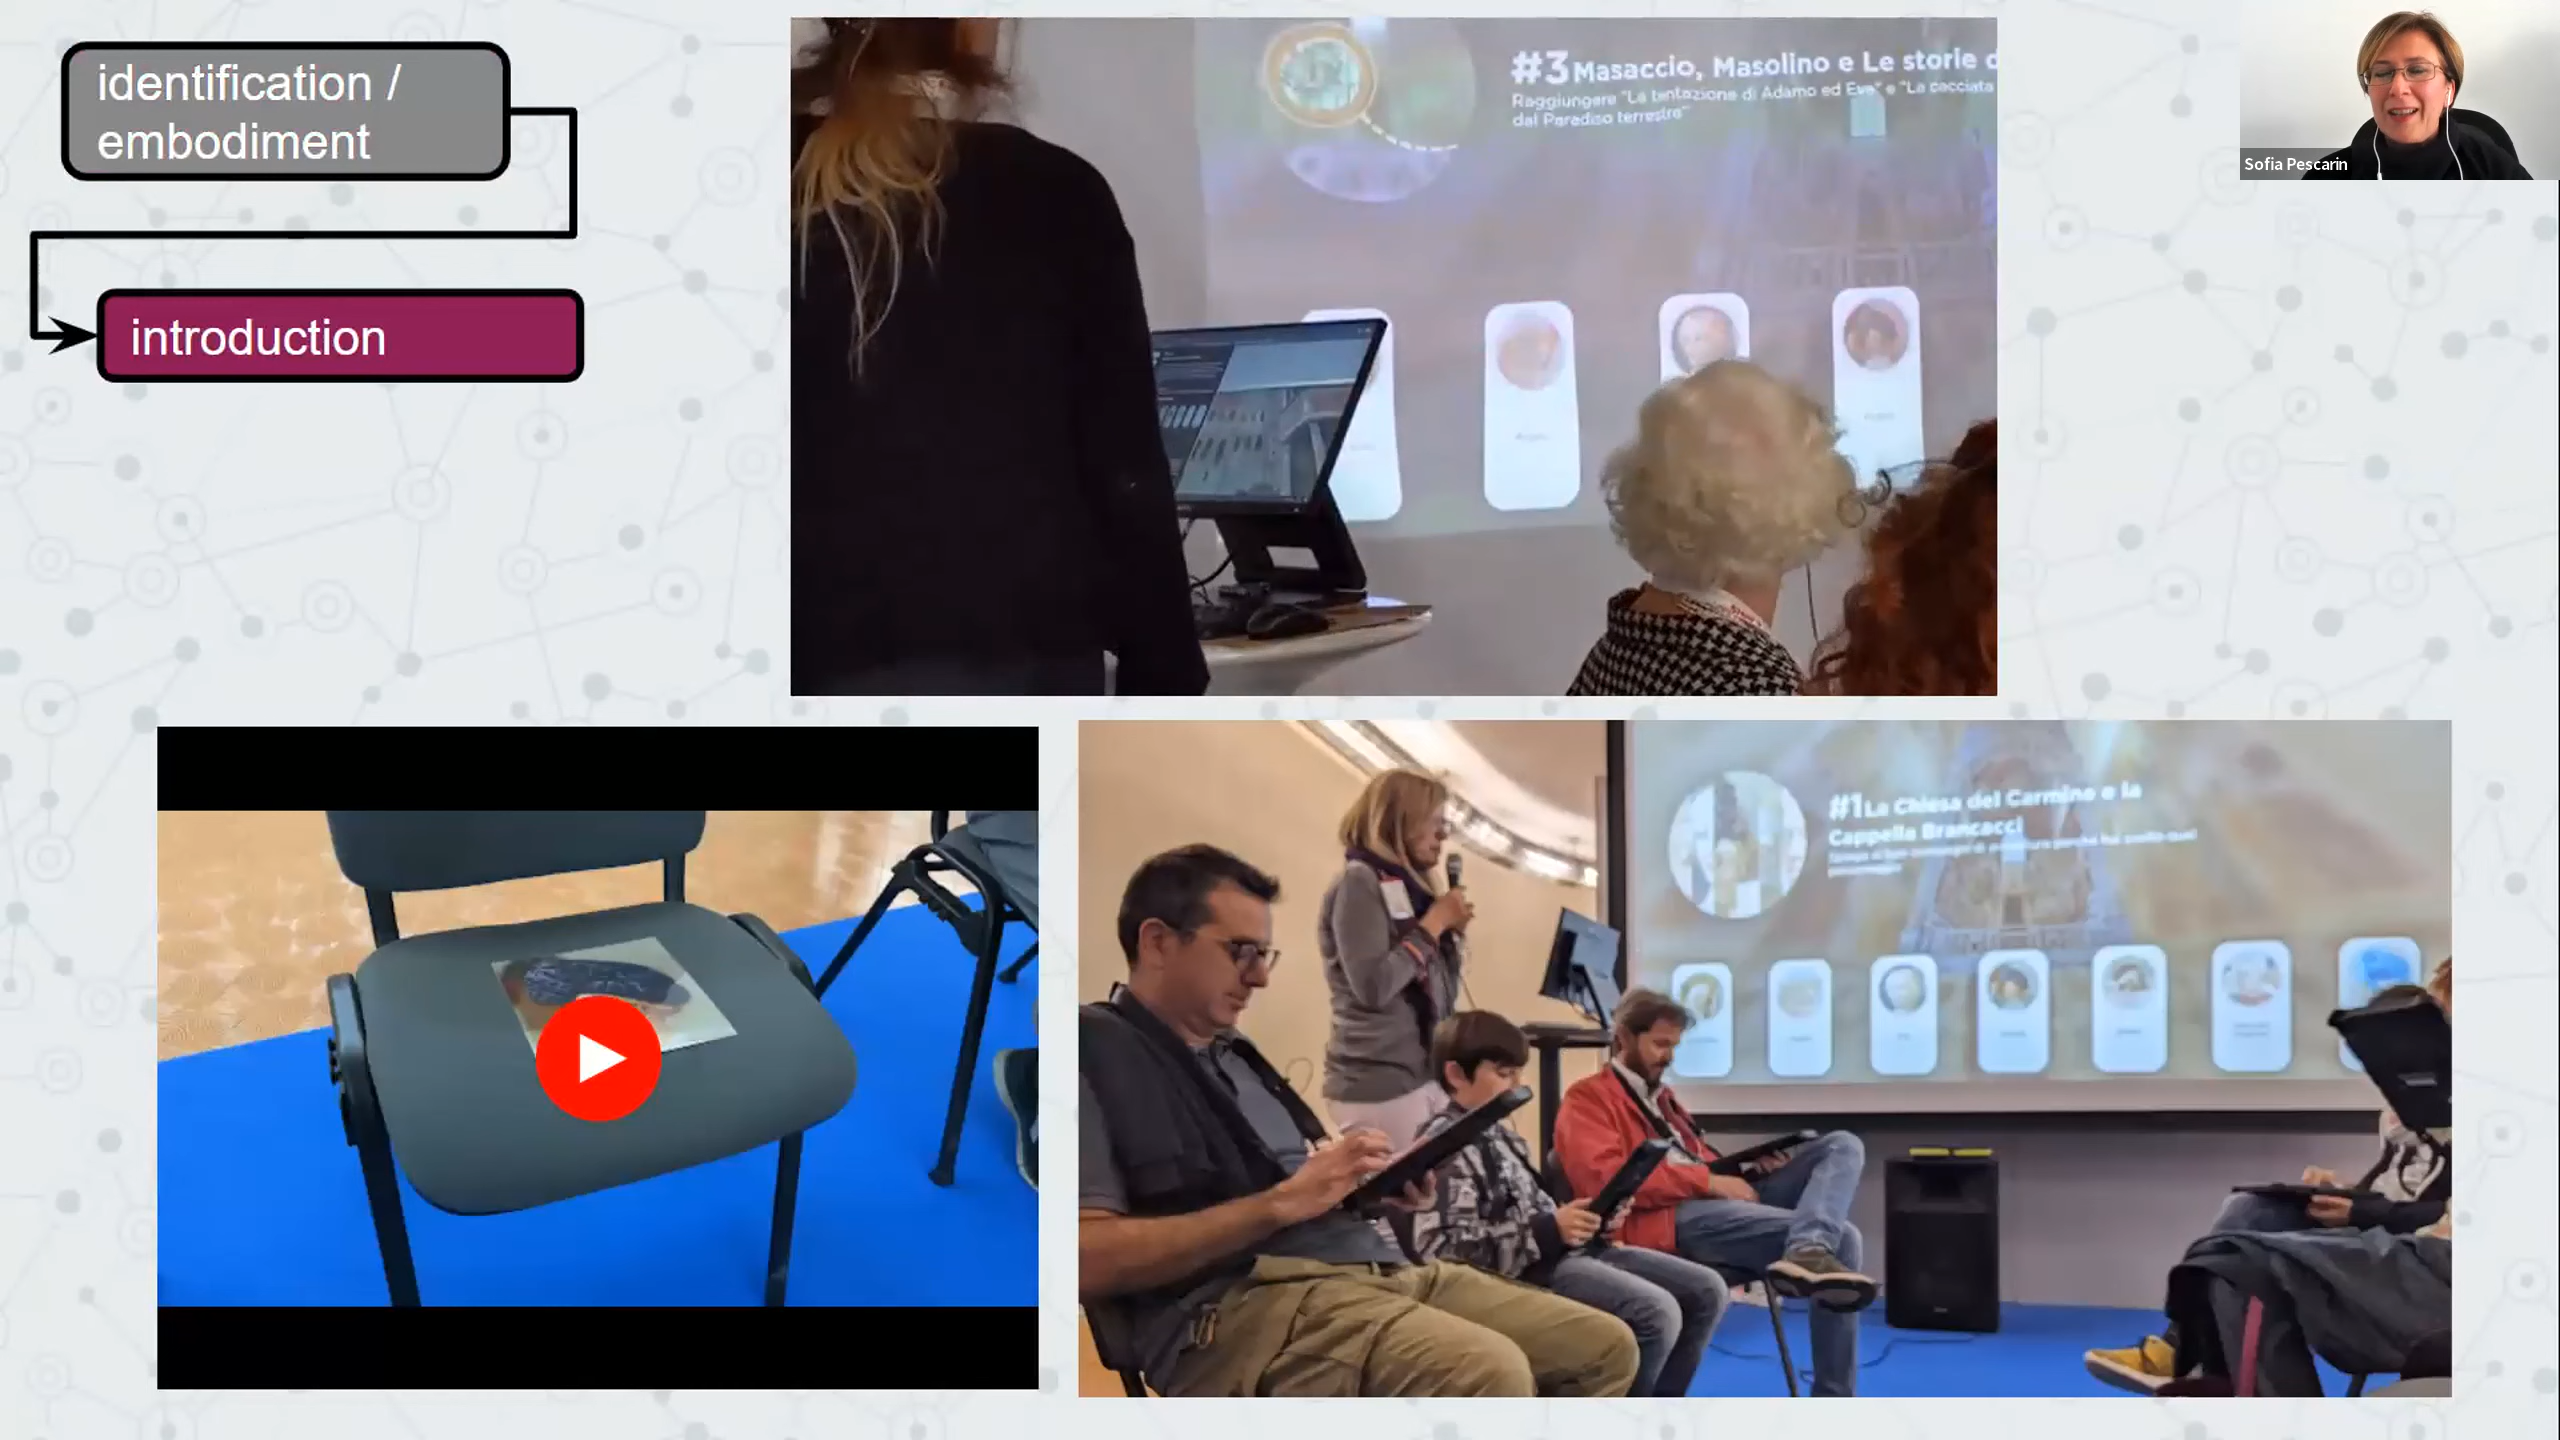 identification /
embodiment
introduction
#3 Masaccio, Masolino e Le storie d
Raggiungere "La tentazione di Adamo ed Eva" e "La cacciata
dal Paradiso terrestre"
Sofia Pescarin
#1 La Chiesa del Carmine e la
Cappella Brancacci